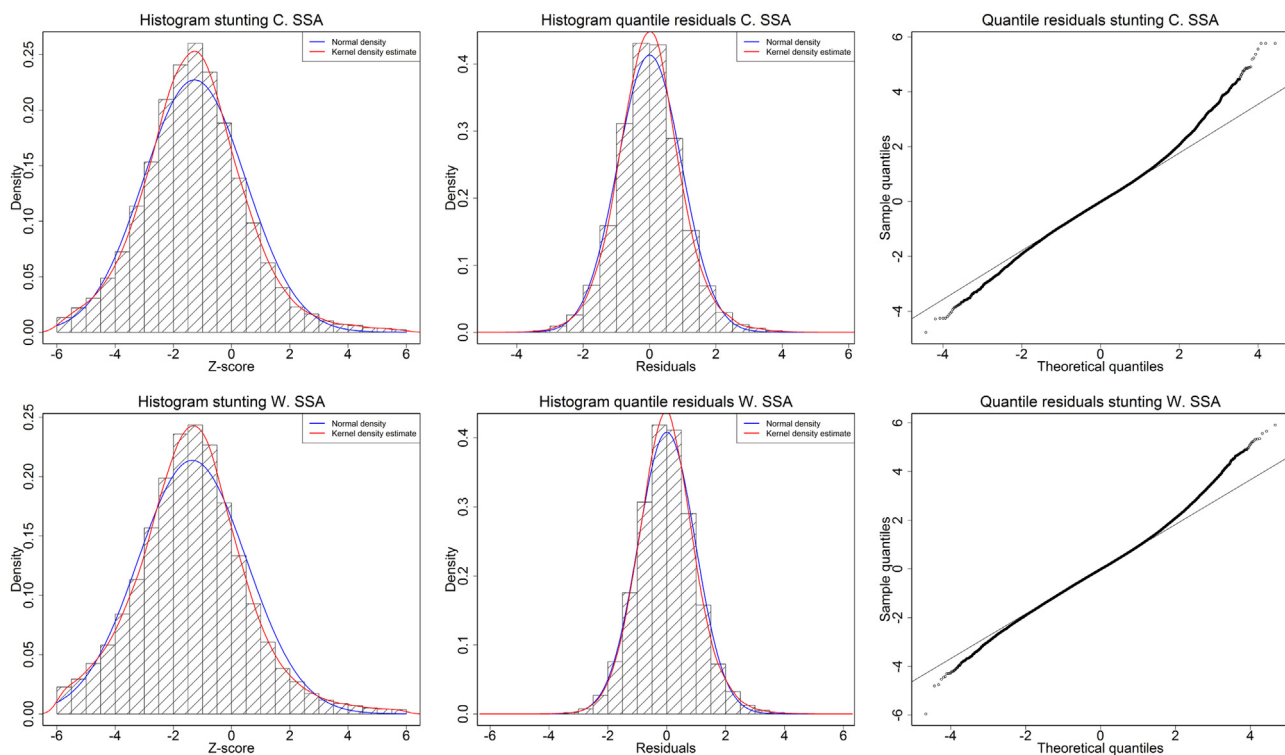 Histogram stunting C. SSA
Normal density
Kernel density estimate
Density
0.25
0.20
0.15
0.10
0.05
0.00
-6 -4 -2 0 2 4 6
Z-score
Histogram quantile residuals C. SSA
Normal density
Kernel density estimate
Density
0.4
0.3
0.2
0.1
0.0
-4 -2 0 2 4 6
Residuals
Quantile residuals stunting C. SSA
Sample quantiles
6
4
2
0
-2
-4
-4 -2 0 2 4
Theoretical quantiles
Histogram stunting W. SSA
Normal density
Kernel density estimate
Density
0.25
0.20
0.15
0.10
0.05
0.00
-6 -4 -2 0 2 4 6
Z-score
Histogram quantile residuals W. SSA
Normal density
Kernel density estimate
Density
0.4
0.3
0.2
0.1
0.0
-6 -4 -2 0 2 4 6
Residuals
Quantile residuals stunting W. SSA
Sample quantiles
6
4
2
0
-2
-4
-6
-4 -2 0 2 4
Theoretical quantiles